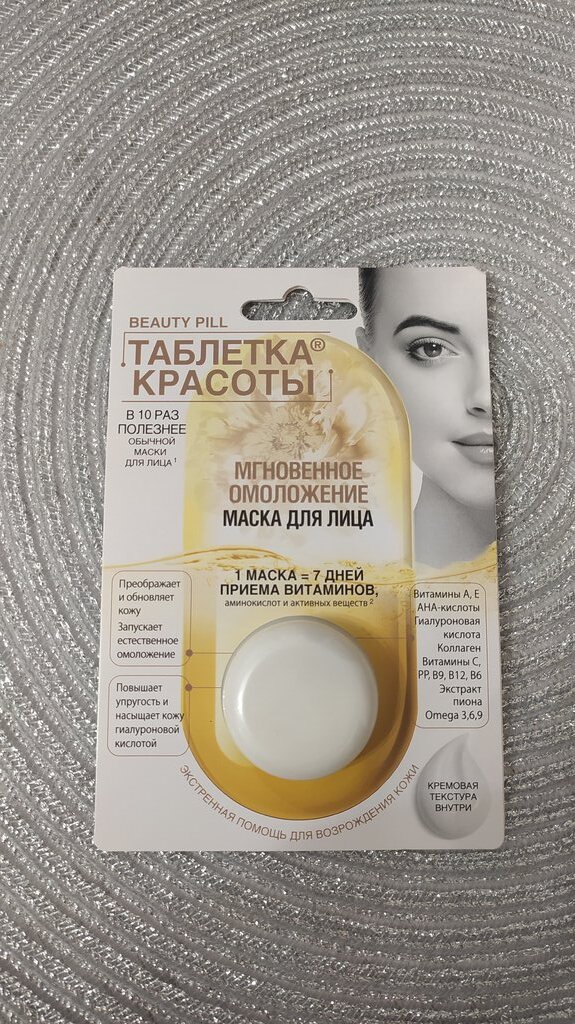 BEAUTY PILL
ТАБЛЕТКА®
КРАСОТЫ
В 10 РАЗ
ПОЛЕЗНЕЕ
ОБЫЧНОЙ
МАСКИ
ДЛЯ ЛИЦА¹
МГНОВЕННОЕ
ОМОЛОЖЕНИЕ
МАСКА ДЛЯ ЛИЦА
1 МАСКА = 7 ДНЕЙ
ПРИЕМА ВИТАМИНОВ,
аминокислот и активных веществ²
Преображает
и обновляет
кожу
Запускает
естественное
омоложение
Повышает
упругость и
насыщает кожу
гиалуроновой
кислотой
Витамины А, Е
АНА-кислоты
Гиалуроновая
кислота
Коллаген
Витамины С,
РР, В9, В12, В6
Экстракт
пиона
Omega 3,6,9
КРЕМОВАЯ
ТЕКСТУРА
ВНУТРИ
ЭКСТРЕННАЯ ПОМОЩЬ ДЛЯ ВОЗРОЖДЕНИЯ КОЖИ